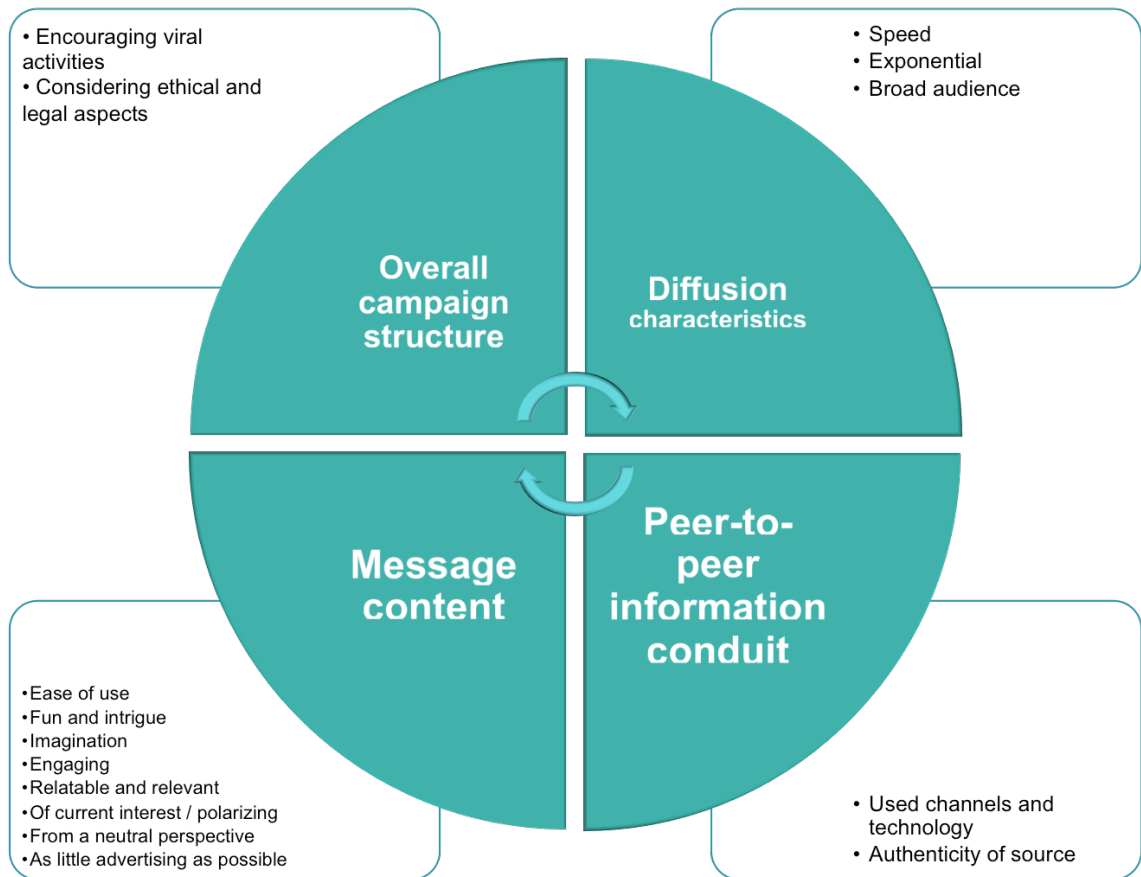 • Encouraging viral
activities
• Considering ethical and
legal aspects
• Speed
• Exponential
• Broad audience
Overall
campaign
structure
Diffusion
characteristics
Message
content
Peer-to-
peer
information
conduit
•Ease of use
•Fun and intrigue
•Imagination
•Engaging
•Relatable and relevant
•Of current interest / polarizing
•From a neutral perspective
•As little advertising as possible
• Used channels and
technology
• Authenticity of source